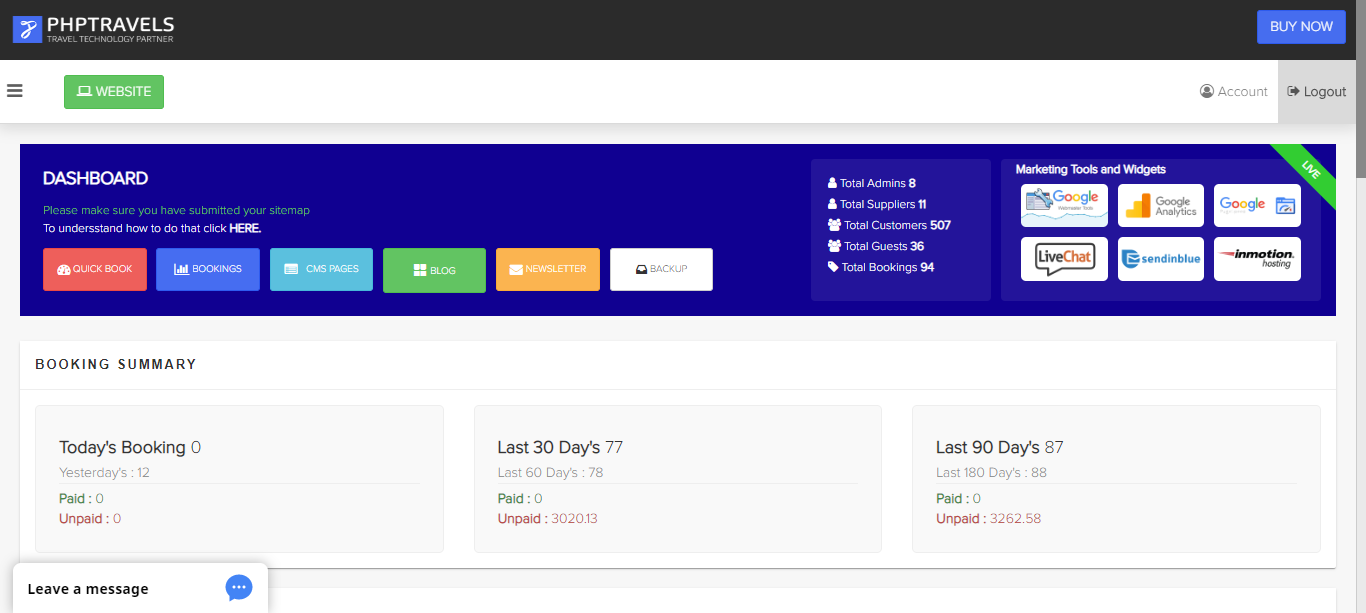 PHPTRAVELS
TRAVEL TECHNOLOGY PARTNER
BUY NOW
WEBSITE
Account
Logout
DASHBOARD
Please make sure you have submitted your sitemap
To undersstand how to do that click HERE.
QUICK BOOK
BOOKINGS
CMS PAGES
BLOG
NEWSLETTER
BACKUP
Total Admins 8
Total Suppliers 11
Total Customers 507
Total Guests 36
Total Bookings 94
Marketing Tools and Widgets
LIVE
Google
Webmaster Tools
Google
Analytics
Google
LiveChat
sendinblue
inmotion
hosting
BOOKING SUMMARY
Today's Booking 0
Yesterday's : 12
Paid : 0
Unpaid : 0
Last 30 Day's 77
Last 60 Day's : 78
Paid : 0
Unpaid : 3020.13
Last 90 Day's 87
Last 180 Day's : 88
Paid : 0
Unpaid : 3262.58
Leave a message